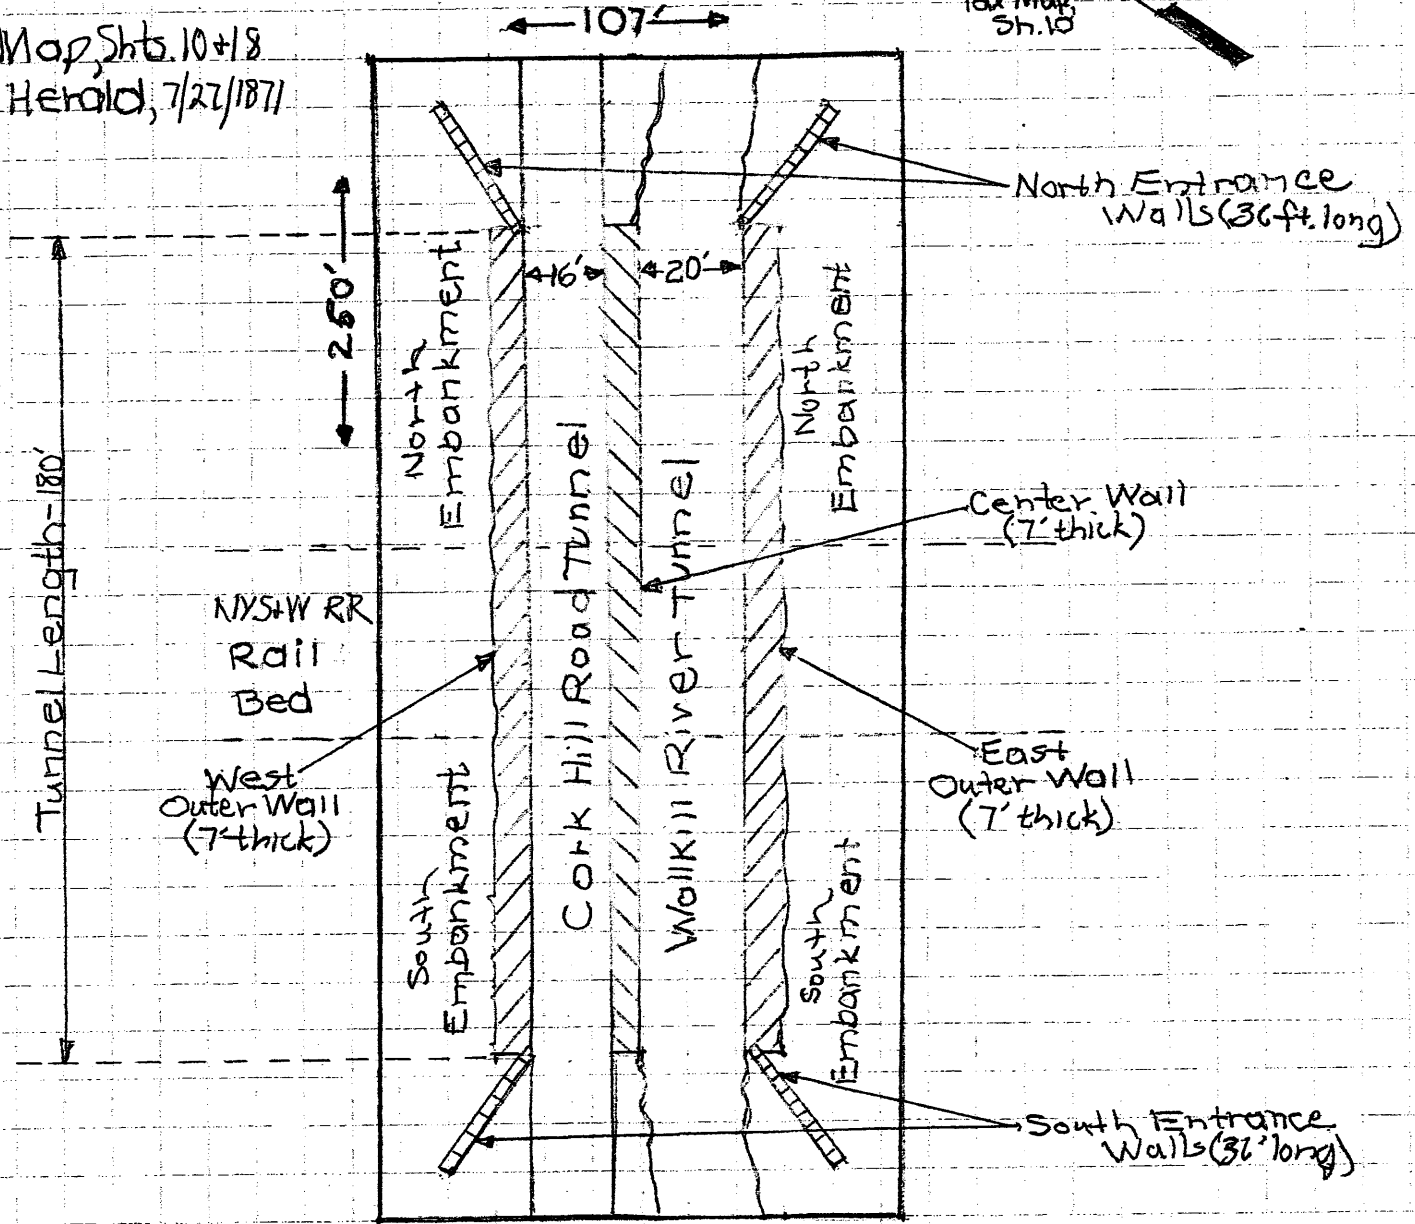 107'
Tax Map,
Sh.10
Map, Shts. 10+18
Herald, 7/27/1871
North Entrance
Walls (36ft. long)
250'
16'
20'
North
Embankment
North
Embankment
Tunnel Length-180'
Cork Hill Road Tunnel
Wallkill River Tunnel
Center Wall
(7' thick)
NYS+W RR
Rail
Bed
West
Outer Wall
(7' thick)
East
Outer Wall
(7' thick)
South
Embankment
South
Embankment
South Entrance
Walls (36' long)